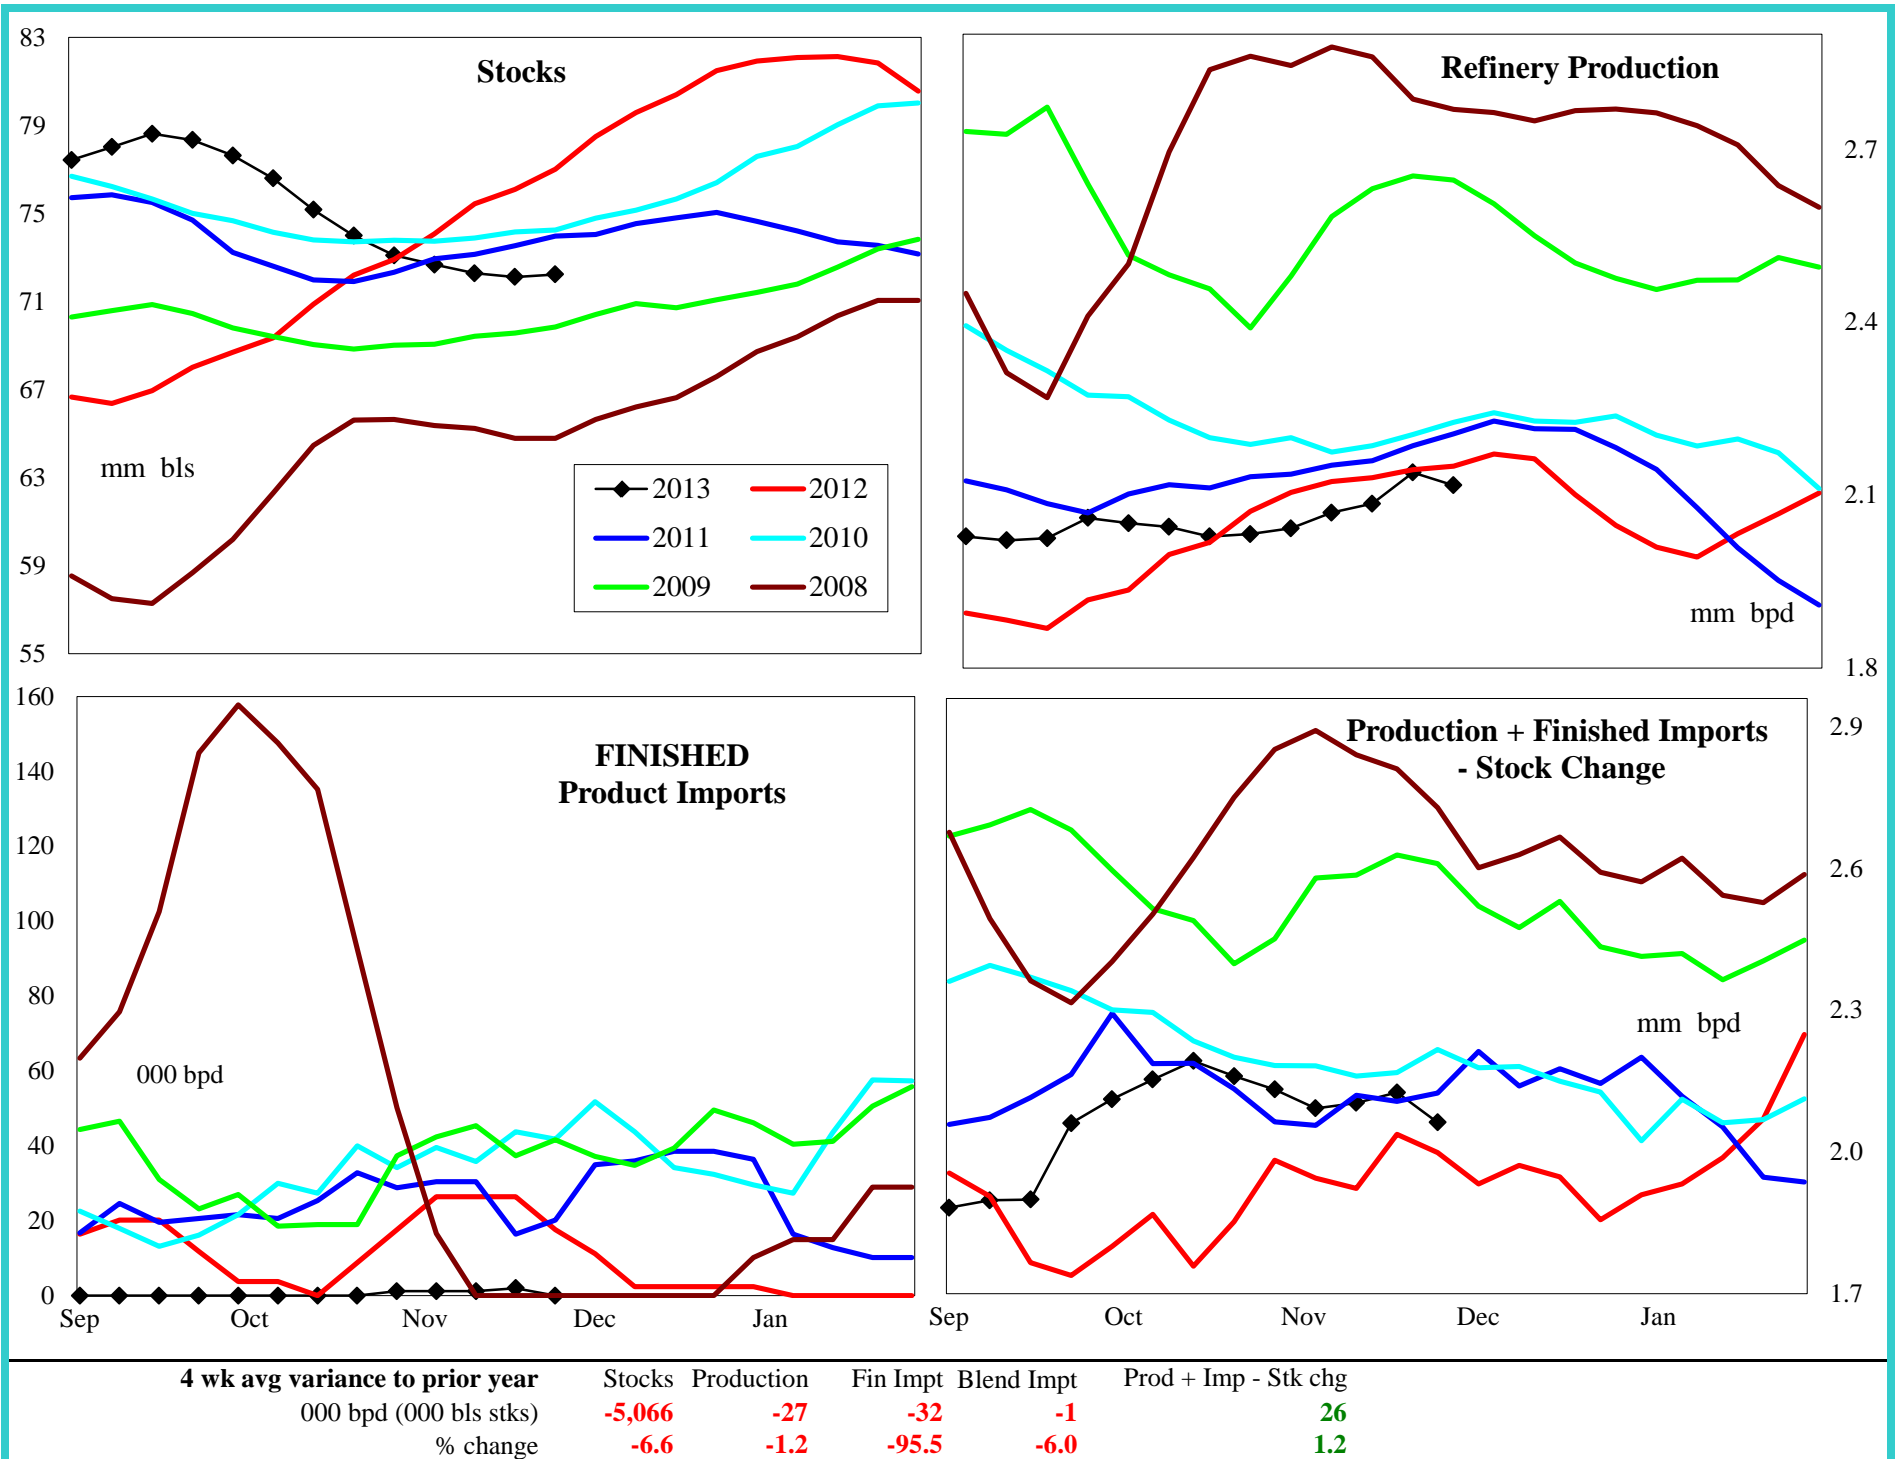 Stocks
83
79
75
71
67
63
59
55
mm bls
2013 2012
2011 2010
2009 2008
Refinery Production
2.7
2.4
2.1
1.8
mm bpd
FINISHED
Product Imports
160
140
120
100
80
60
40
20
0
000 bpd
Sep Oct Nov Dec Jan
Production + Finished Imports
- Stock Change
2.9
2.6
2.3
2.0
1.7
mm bpd
Sep Oct Nov Dec Jan
4 wk avg variance to prior year Stocks Production Fin Impt Blend Impt Prod + Imp - Stk chg
000 bpd (000 bls stks) -5,066 -27 -32 -1 26
% change -6.6 -1.2 -95.5 -6.0 1.2